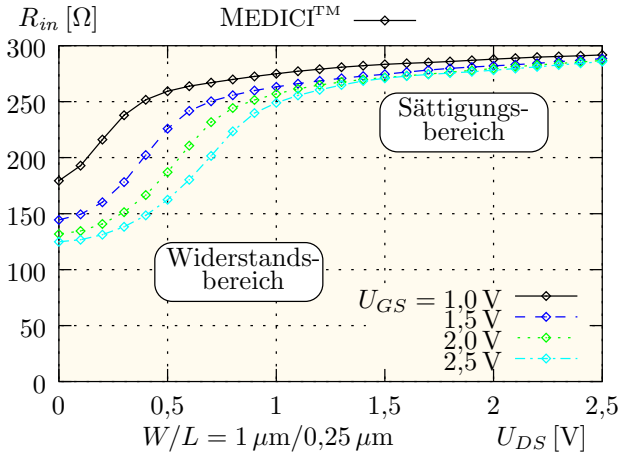 R_in [Ω] MEDICI™
300
250
200
150
100
50
0
Sättigungs-
bereich
Widerstands-
bereich
U_GS = 1,0 V
1,5 V
2,0 V
2,5 V
0 0,5 1 1,5 2 2,5
W/L = 1 µm/0,25 µm U_DS [V]